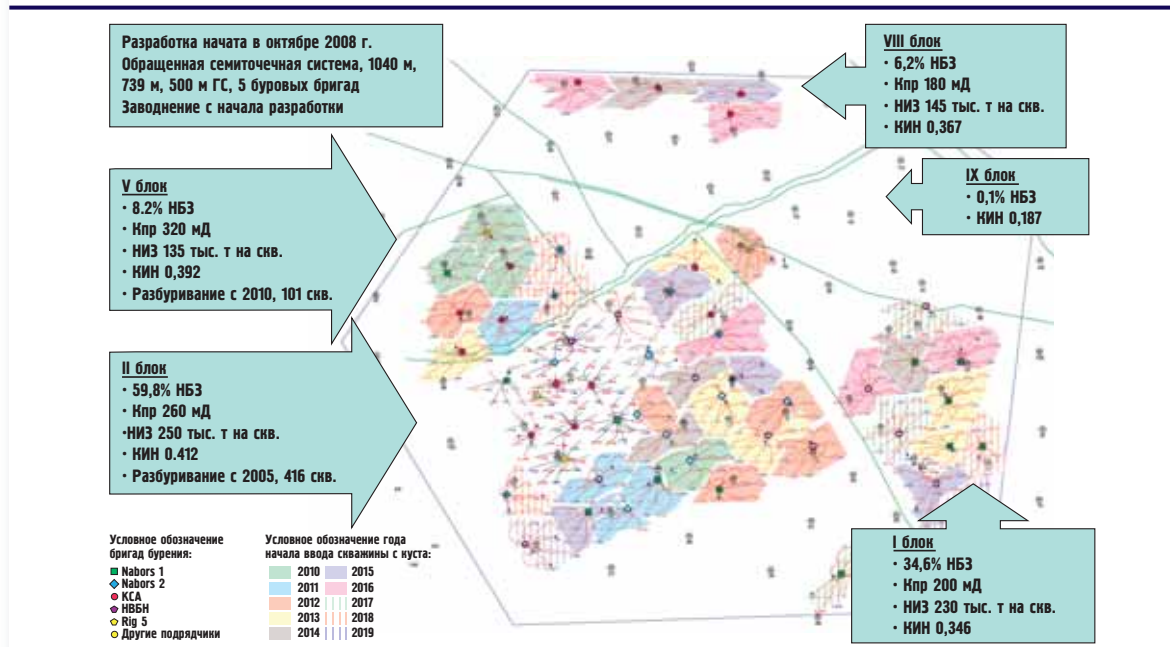 Разработка начата в октябре 2008 г.
Обращенная семиточечная система, 1040 м,
739 м, 500 м ГС, 5 буровых бригад
Заводнение с начала разработки
VIII блок
· 6,2% НБЗ
· Кпр 180 мД
· НИЗ 145 тыс. т на скв.
· КИН 0,367
IX блок
· 0,1% НБЗ
· КИН 0,187
V блок
· 8.2% НБЗ
· Кпр 320 мД
· НИЗ 135 тыс. т на скв.
· КИН 0,392
· Разбуривание с 2010, 101 скв.
II блок
· 59,8% НБЗ
· Кпр 260 мД
·НИЗ 250 тыс. т на скв.
· КИН 0.412
· Разбуривание с 2005, 416 скв.
I блок
· 34,6% НБЗ
· Кпр 200 мД
· НИЗ 230 тыс. т на скв.
· КИН 0,346
Условное обозначение
бригад бурения:
Nabors 1
Nabors 2
КСА
НВБН
Rig 5
Другие подрядчики
Условное обозначение года
начала ввода скважины с куста:
2010 2015
2011 2016
2012 2017
2013 2018
2014 2019